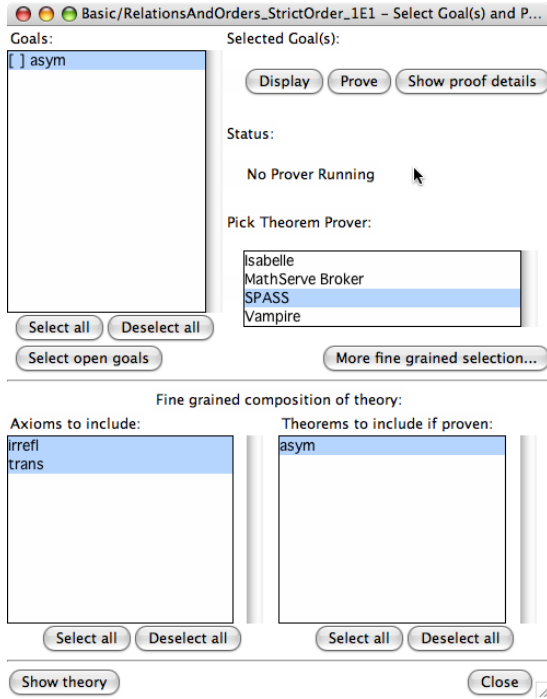 Basic/RelationsAndOrders_StrictOrder_1E1 – Select Goal(s) and P...
Goals:
[ ] asym
Select all
Deselect all
Select open goals
Selected Goal(s):
Display
Prove
Show proof details
Status:
No Prover Running
Pick Theorem Prover:
Isabelle
MathServe Broker
SPASS
Vampire
More fine grained selection...
Fine grained composition of theory:
Axioms to include:
irrefl
trans
Select all
Deselect all
Theorems to include if proven:
asym
Select all
Deselect all
Show theory
Close